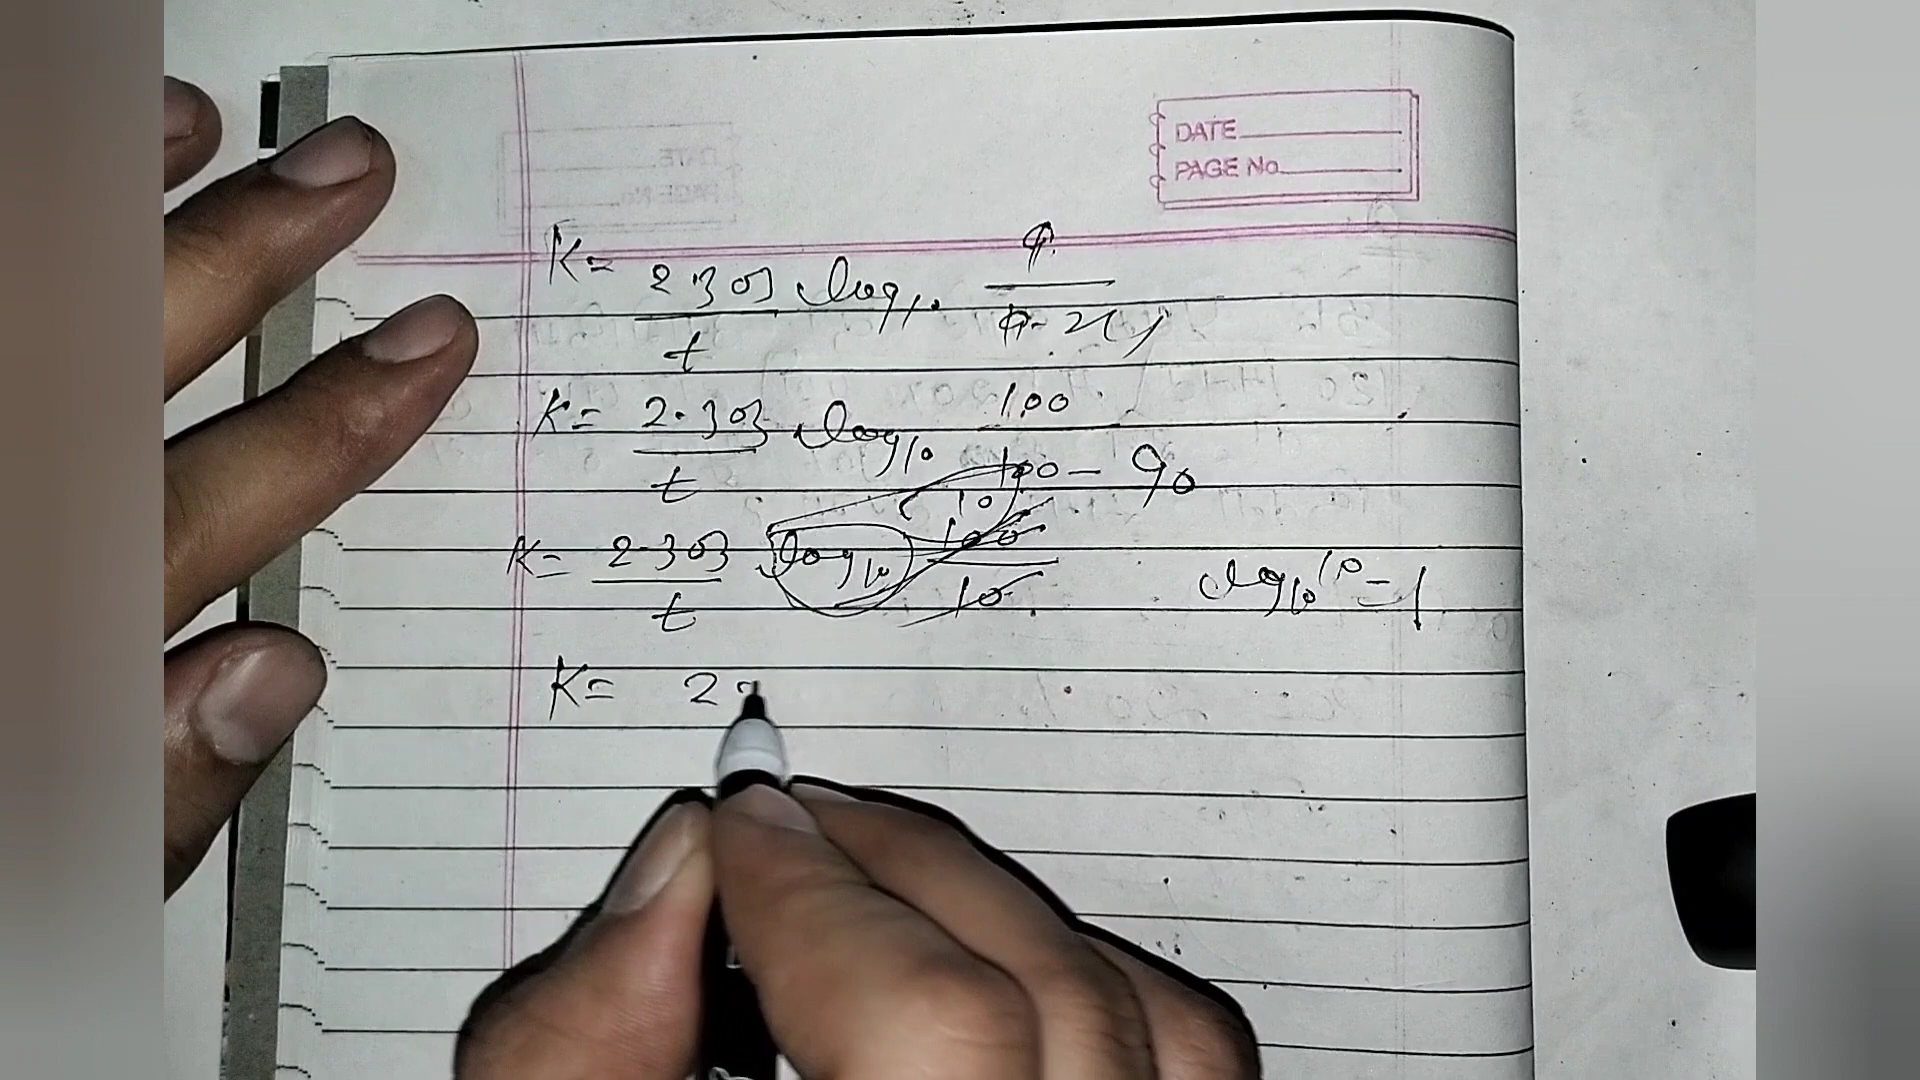 DATE
PAGE No.
K= 2.303/t log10 a/a-x
K= 2.303/t log10 100/100-90
K= 2.303/t log10 100/10 10
log10 10=1
K= 2